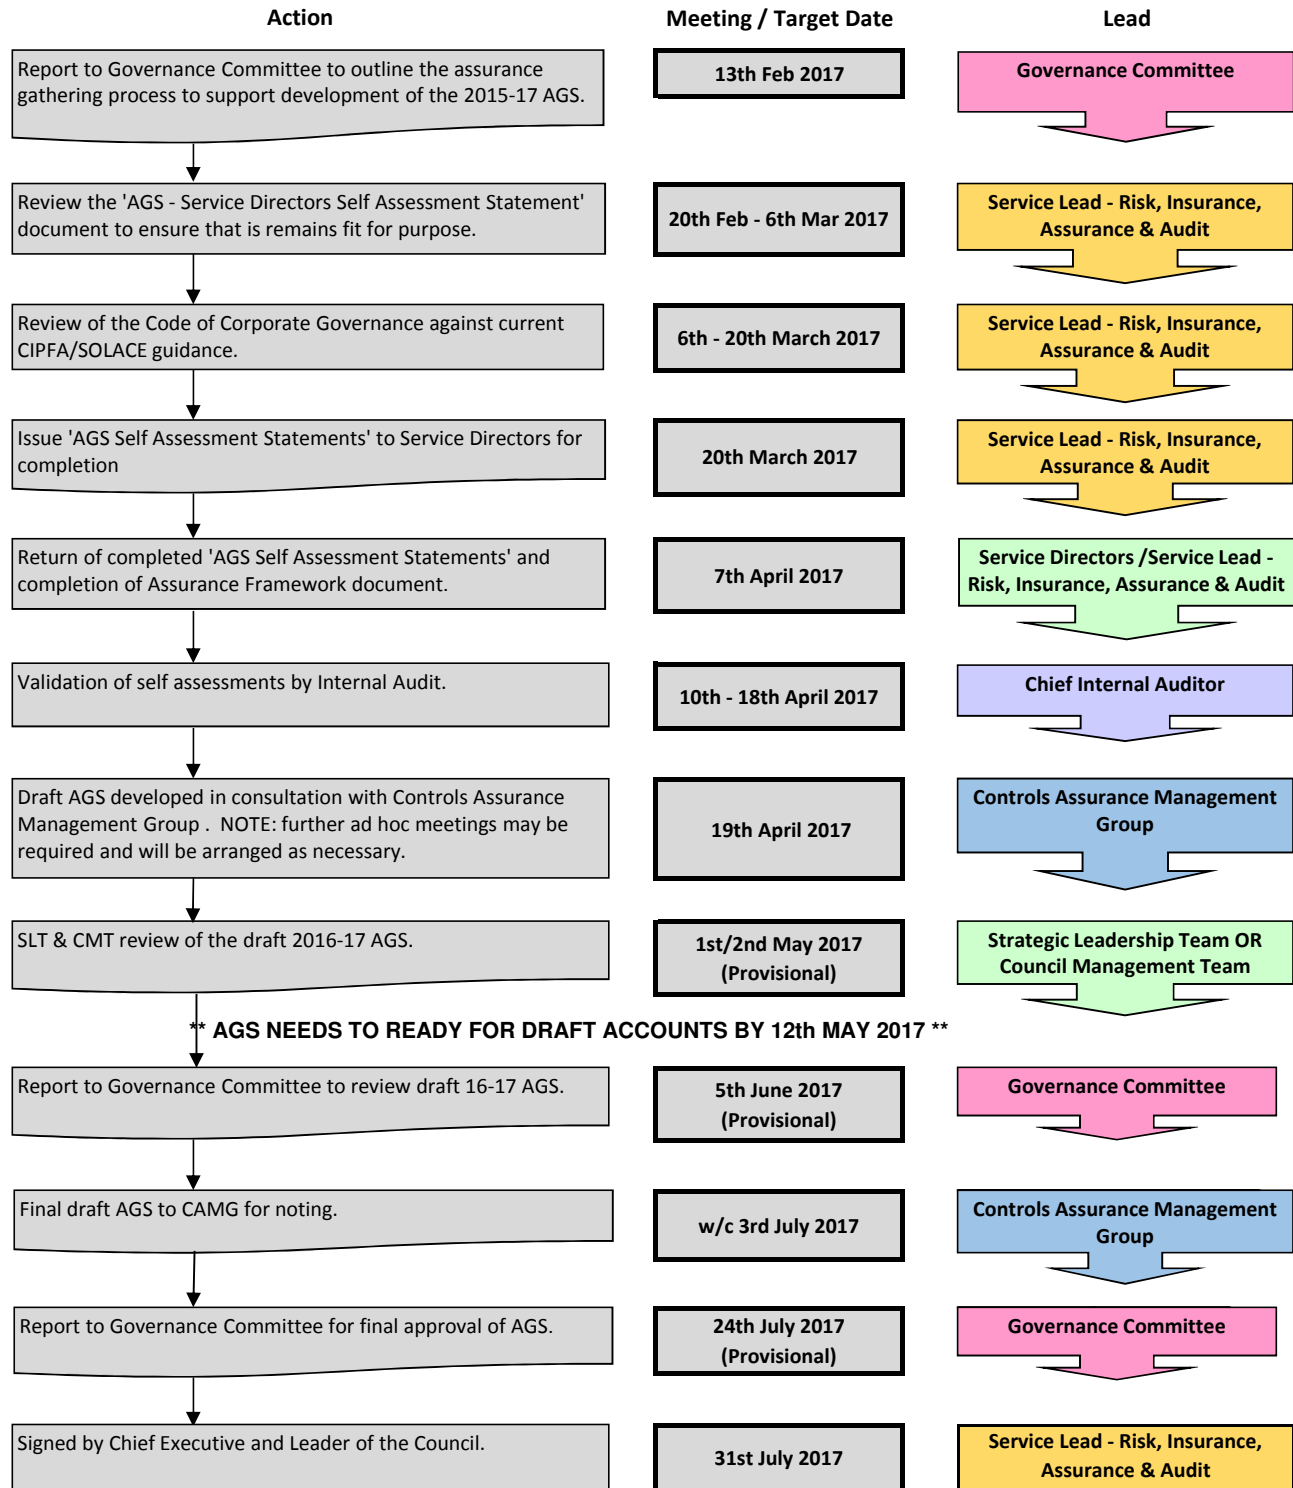 Action
Meeting / Target Date
Lead
Report to Governance Committee to outline the assurance
gathering process to support development of the 2015-17 AGS.
13th Feb 2017
Governance Committee
Review the 'AGS - Service Directors Self Assessment Statement'
document to ensure that is remains fit for purpose.
20th Feb - 6th Mar 2017
Service Lead - Risk, Insurance,
Assurance & Audit
Review of the Code of Corporate Governance against current
CIPFA/SOLACE guidance.
6th - 20th March 2017
Service Lead - Risk, Insurance,
Assurance & Audit
Issue 'AGS Self Assessment Statements' to Service Directors for
completion
20th March 2017
Service Lead - Risk, Insurance,
Assurance & Audit
Return of completed 'AGS Self Assessment Statements' and
completion of Assurance Framework document.
7th April 2017
Service Directors /Service Lead -
Risk, Insurance, Assurance & Audit
Validation of self assessments by Internal Audit.
10th - 18th April 2017
Chief Internal Auditor
Draft AGS developed in consultation with Controls Assurance
Management Group . NOTE: further ad hoc meetings may be
required and will be arranged as necessary.
19th April 2017
Controls Assurance Management
Group
SLT & CMT review of the draft 2016-17 AGS.
1st/2nd May 2017
(Provisional)
Strategic Leadership Team OR
Council Management Team
** AGS NEEDS TO READY FOR DRAFT ACCOUNTS BY 12th MAY 2017 **
Report to Governance Committee to review draft 16-17 AGS.
5th June 2017
(Provisional)
Governance Committee
Final draft AGS to CAMG for noting.
w/c 3rd July 2017
Controls Assurance Management
Group
Report to Governance Committee for final approval of AGS.
24th July 2017
(Provisional)
Governance Committee
Signed by Chief Executive and Leader of the Council.
31st July 2017
Service Lead - Risk, Insurance,
Assurance & Audit